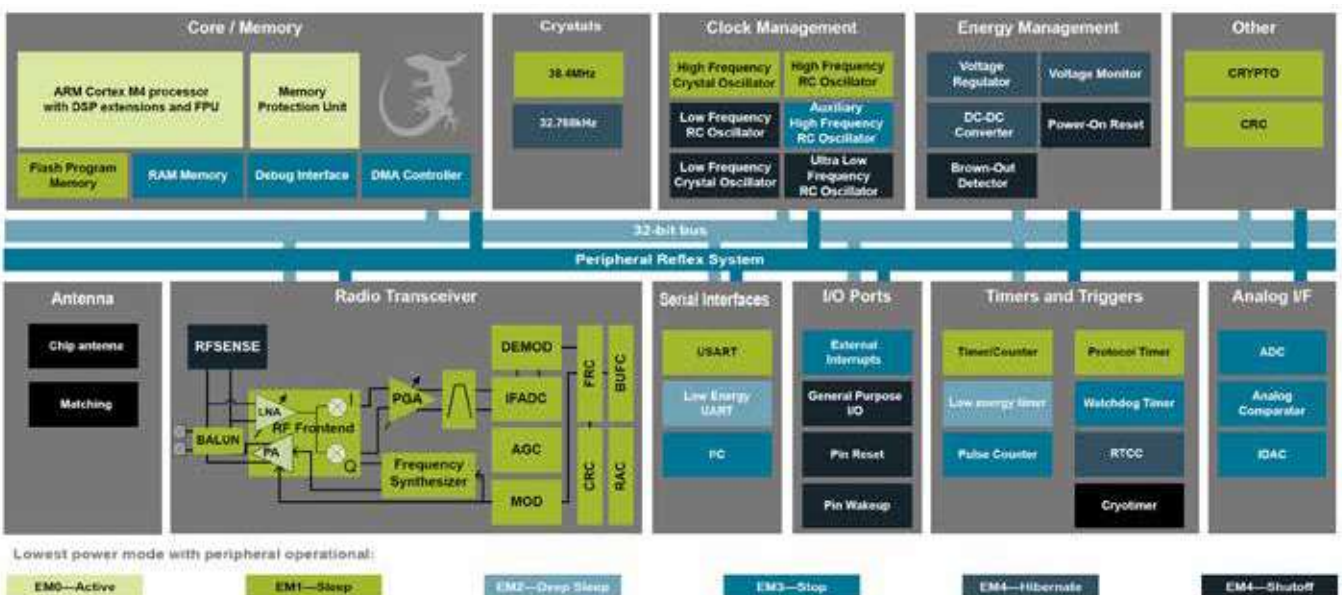 Core / Memory
ARM Cortex M4 processor
with DSP extensions and FPU
Memory
Protection Unit
Flash Program
Memory
RAM Memory
Debug Interface
DMA Controller
Crystals
38.4MHz
32.768kHz
Clock Management
High Frequency
Crystal Oscillator
High Frequency
RC Oscillator
Low Frequency
RC Oscillator
Auxiliary
High Frequency
RC Oscillator
Low Frequency
Crystal Oscillator
Ultra Low
Frequency
RC Oscillator
Energy Management
Voltage
Regulator
Voltage Monitor
DC-DC
Converter
Power-On Reset
Brown-Out
Detector
Other
CRYPTO
CRC
32-bit bus
Peripheral Reflex System
Antenna
Chip antenna
Matching
Radio Transceiver
RFSENSE
LNA
RF Frontend
I
PA
Q
BALUN
PGA
Frequency
Synthesizer
DEMOD
IFADC
AGC
MOD
FRC
BUFC
CRC
RAC
Serial Interfaces
USART
Low Energy
UART
I²C
I/O Ports
External
Interrupts
General Purpose
I/O
Pin Reset
Pin Wakeup
Timers and Triggers
Timer/Counter
Protocol Timer
Low energy timer
Watchdog Timer
Pulse Counter
RTCC
Cryotimer
Analog I/F
ADC
Analog
Comparator
IDAC
Lowest power mode with peripheral operational:
EM0—Active
EM1—Sleep
EM2—Deep Sleep
EM3—Stop
EM4—Hibernate
EM4—Shutoff